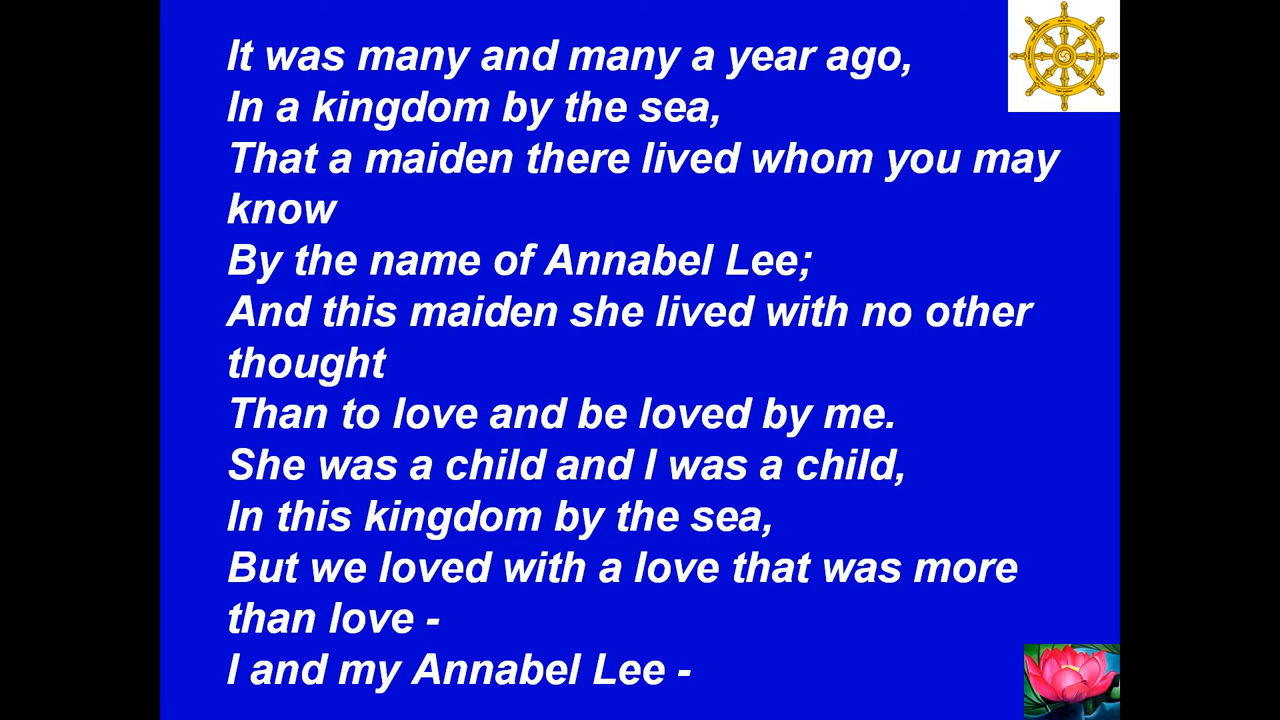 It was many and many a year ago,
In a kingdom by the sea,
That a maiden there lived whom you may
know
By the name of Annabel Lee;
And this maiden she lived with no other
thought
Than to love and be loved by me.
She was a child and I was a child,
In this kingdom by the sea,
But we loved with a love that was more
than love -
I and my Annabel Lee -